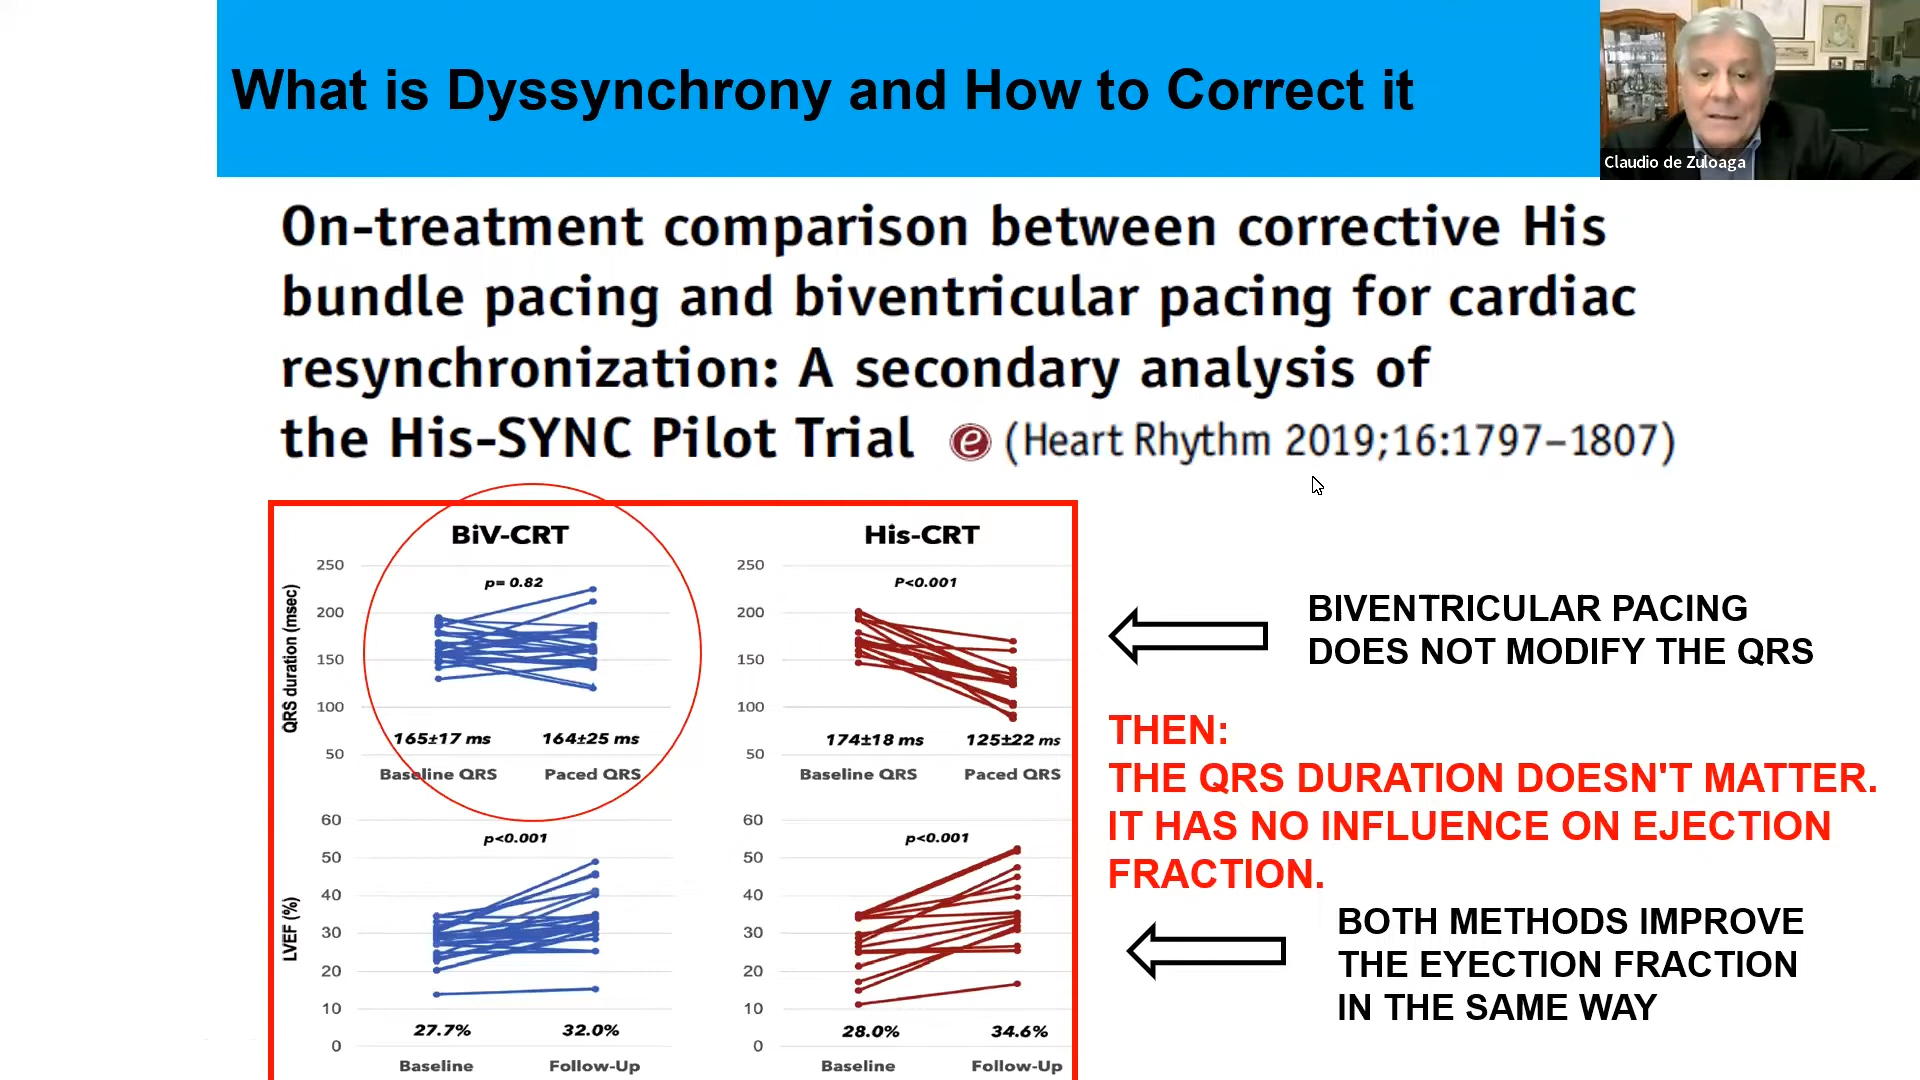 What is Dyssynchrony and How to Correct it
Claudio de Zuloaga
On-treatment comparison between corrective His
bundle pacing and biventricular pacing for cardiac
resynchronization: A secondary analysis of
the His-SYNC Pilot Trial e (Heart Rhythm 2019;16:1797–1807)
BiV-CRT
QRS duration (msec)
250
200
150
100
50
p= 0.82
165±17 ms 164±25 ms
Baseline QRS Paced QRS
His-CRT
250
200
150
100
50
P<0.001
174±18 ms 125±22 ms
Baseline QRS Paced QRS
BIVENTRICULAR PACING
DOES NOT MODIFY THE QRS
THEN:
THE QRS DURATION DOESN'T MATTER.
IT HAS NO INFLUENCE ON EJECTION
FRACTION.
LVEF (%)
60
50
40
30
20
10
0
p<0.001
27.7% 32.0%
Baseline Follow-Up
60
50
40
30
20
10
0
p<0.001
28.0% 34.6%
Baseline Follow-Up
BOTH METHODS IMPROVE
THE EYECTION FRACTION
IN THE SAME WAY